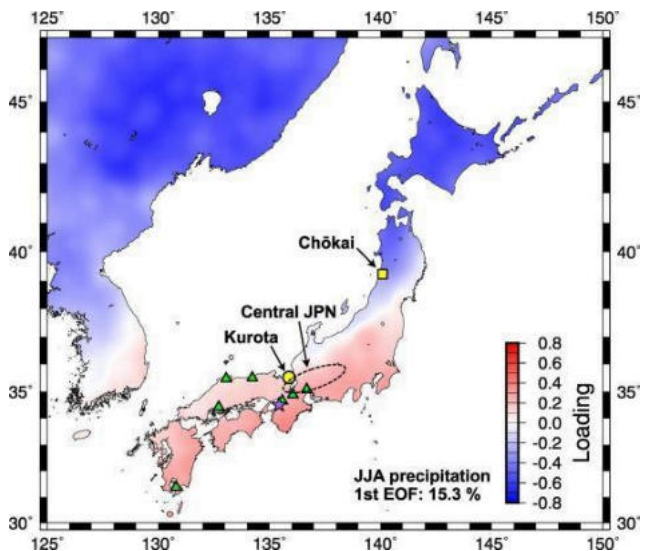 125˚ 130˚ 135˚ 140˚ 145˚ 150˚
45˚ 45˚
Chōkai
40˚ 40˚
Central JPN
Kurota
35˚ 35˚
0.8
0.6
0.4
0.2
0.0
-0.2
-0.4
-0.6
-0.8
Loading
JJA precipitation
1st EOF: 15.3 %
30˚ 30˚
125˚ 130˚ 135˚ 140˚ 145˚ 150˚